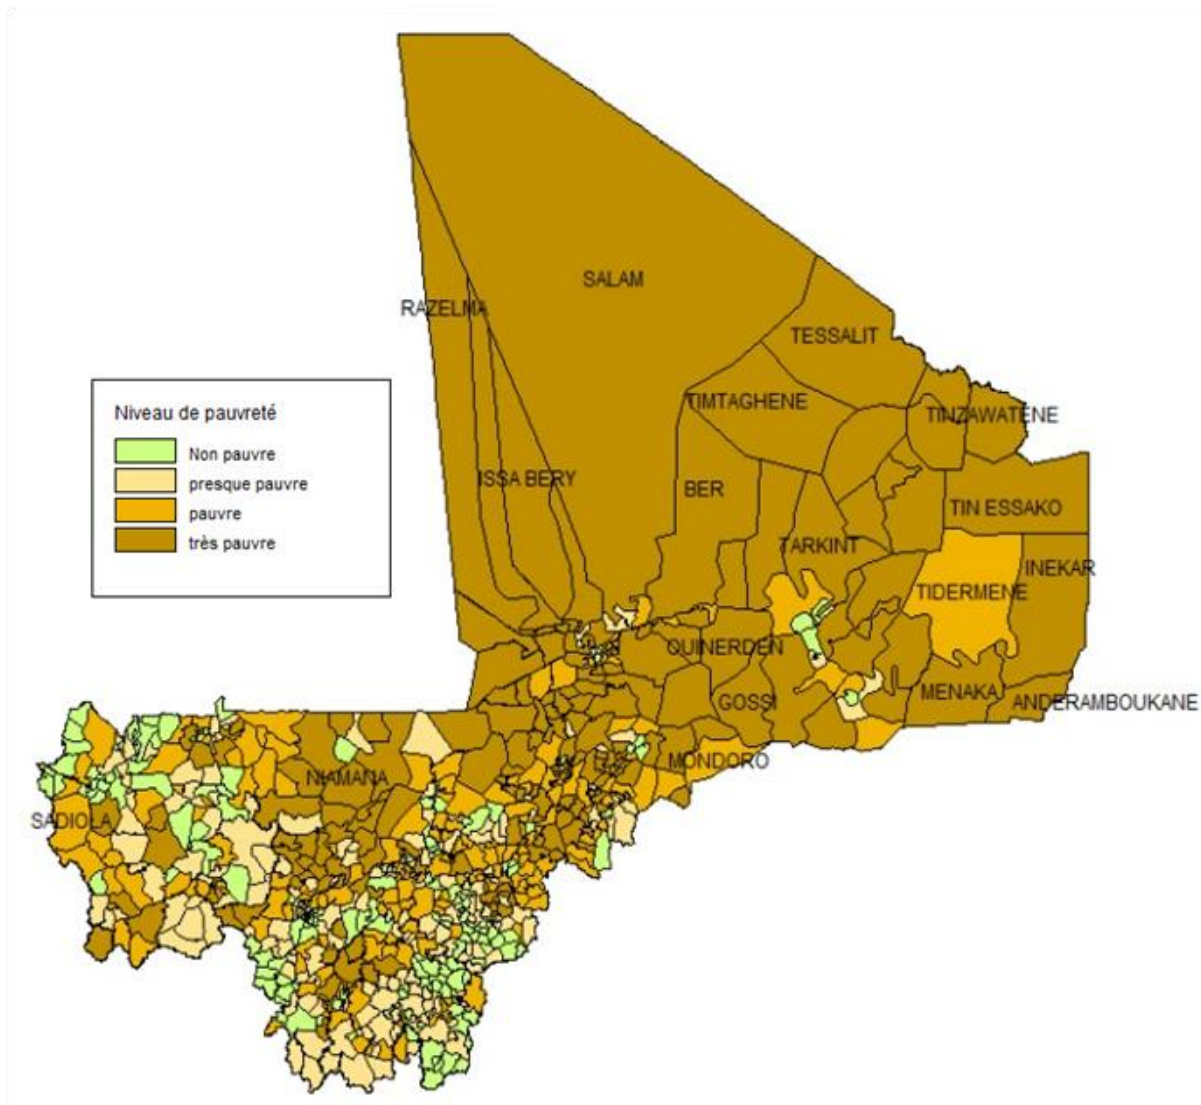 SALAM
RAZELMA
TESSALIT
TIMTAGHENE
TINZAWATENE
Niveau de pauvreté
Non pauvre
presque pauvre
pauvre
très pauvre
ISSA BERY
BER
TIN ESSAKO
TARKINT
INEKAR
TIDERMENE
OUINERDEN
MENAKA
GOSSI
ANDERAMBOUKANE
MONDORO
NIAMANA
SADIOLA